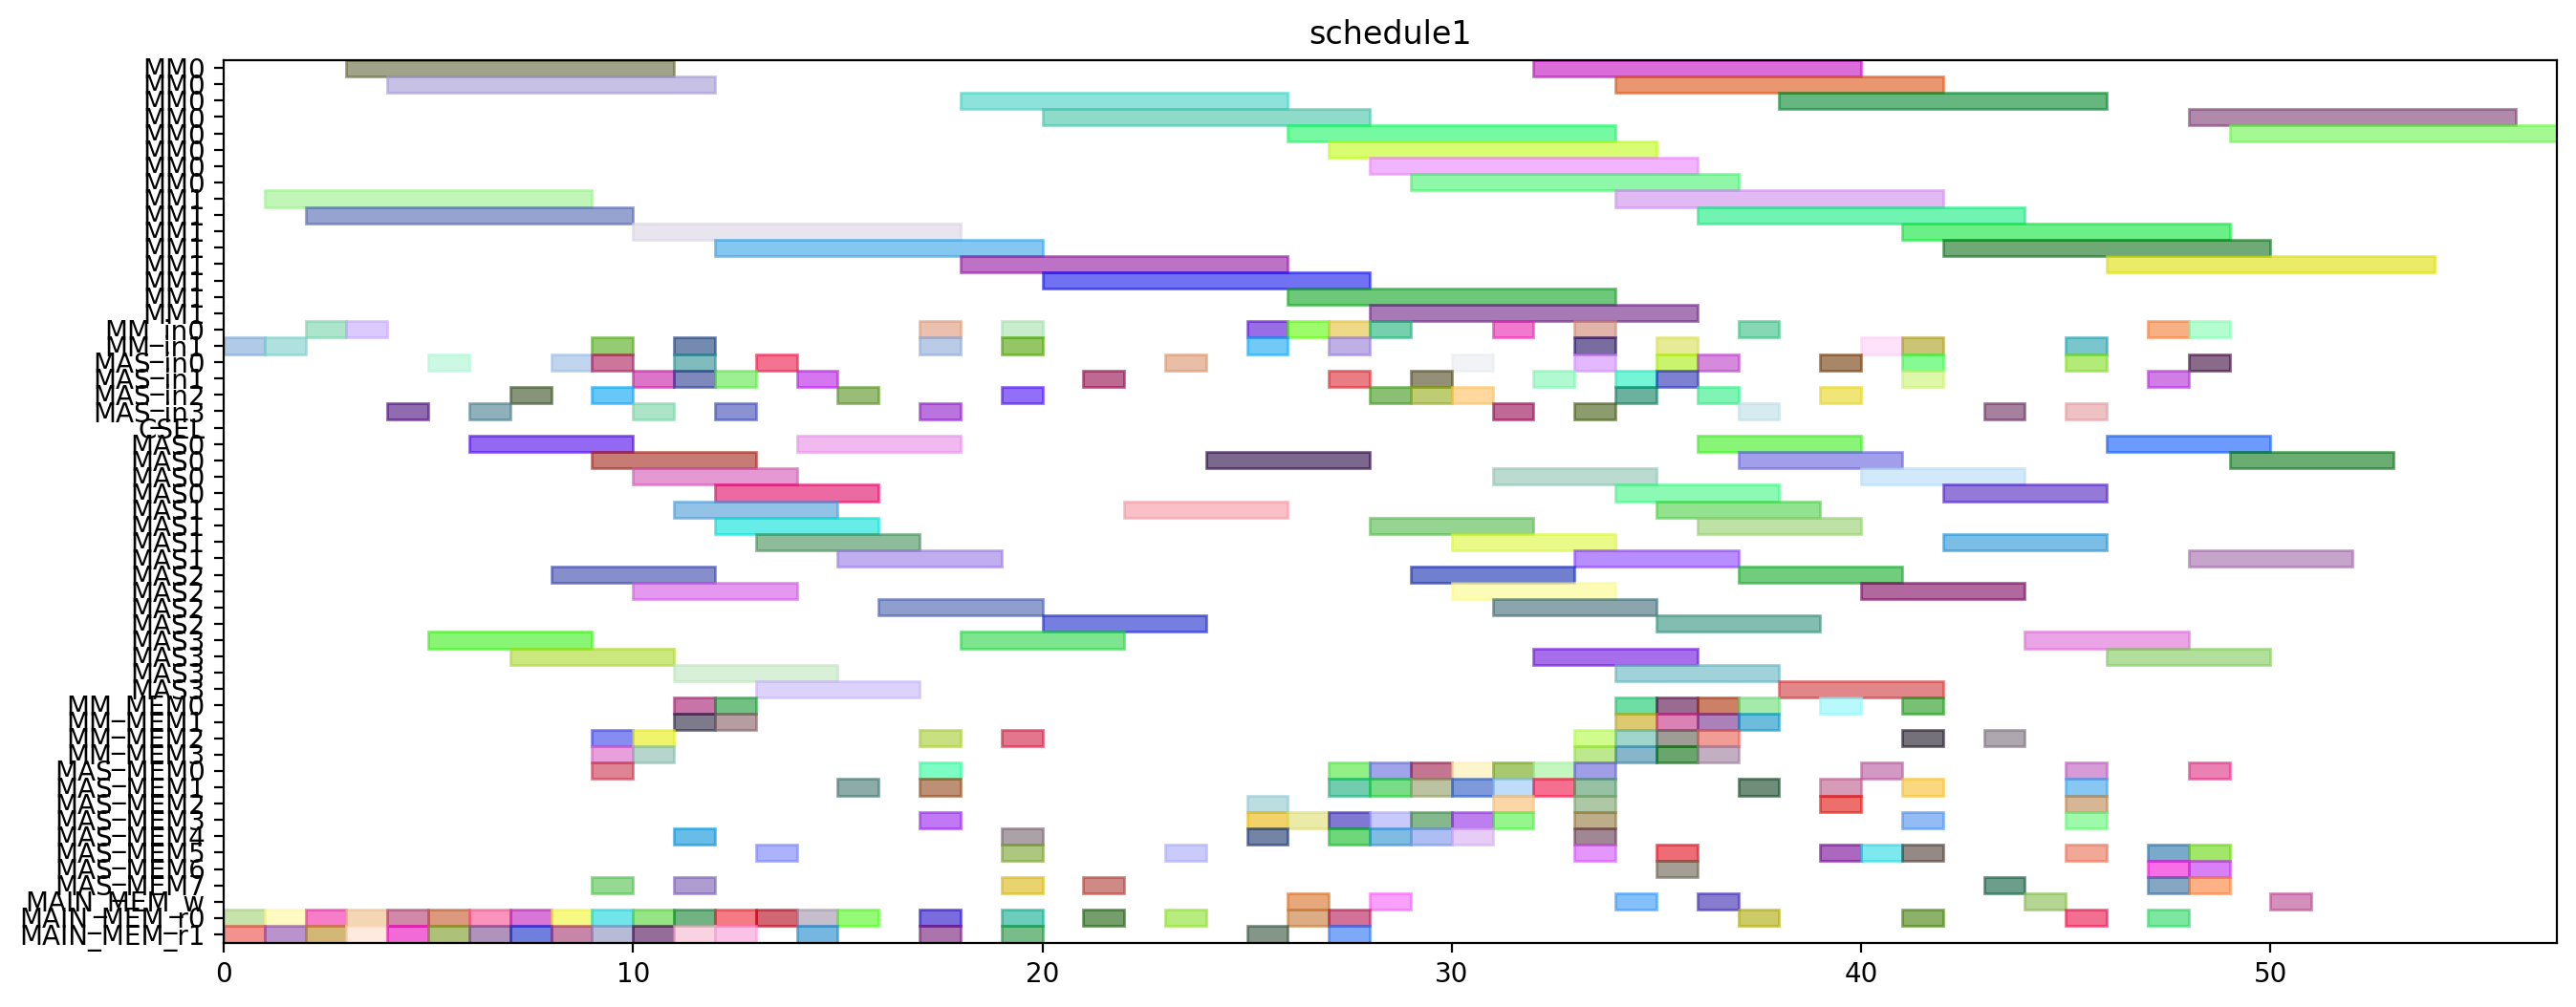 schedule1
MM0
MM0
MM0
MM0
MM0
MM0
MM0
MM0
MM1
MM1
MM1
MM1
MM1
MM1
MM1
MM1
MM_in0
MM_in1
MAS_in0
MAS_in1
MAS_in2
MAS_in3
CSEL
MAS0
MAS0
MAS0
MAS0
MAS1
MAS1
MAS1
MAS1
MAS2
MAS2
MAS2
MAS2
MAS3
MAS3
MAS3
MAS3
MM_MEM0
MM_MEM1
MM_MEM2
MM_MEM3
MAS_MEM0
MAS_MEM1
MAS_MEM2
MAS_MEM3
MAS_MEM4
MAS_MEM5
MAS_MEM6
MAS_MEM7
MAIN_MEM_w
MAIN_MEM_r0
MAIN_MEM_r1
0 10 20 30 40 50